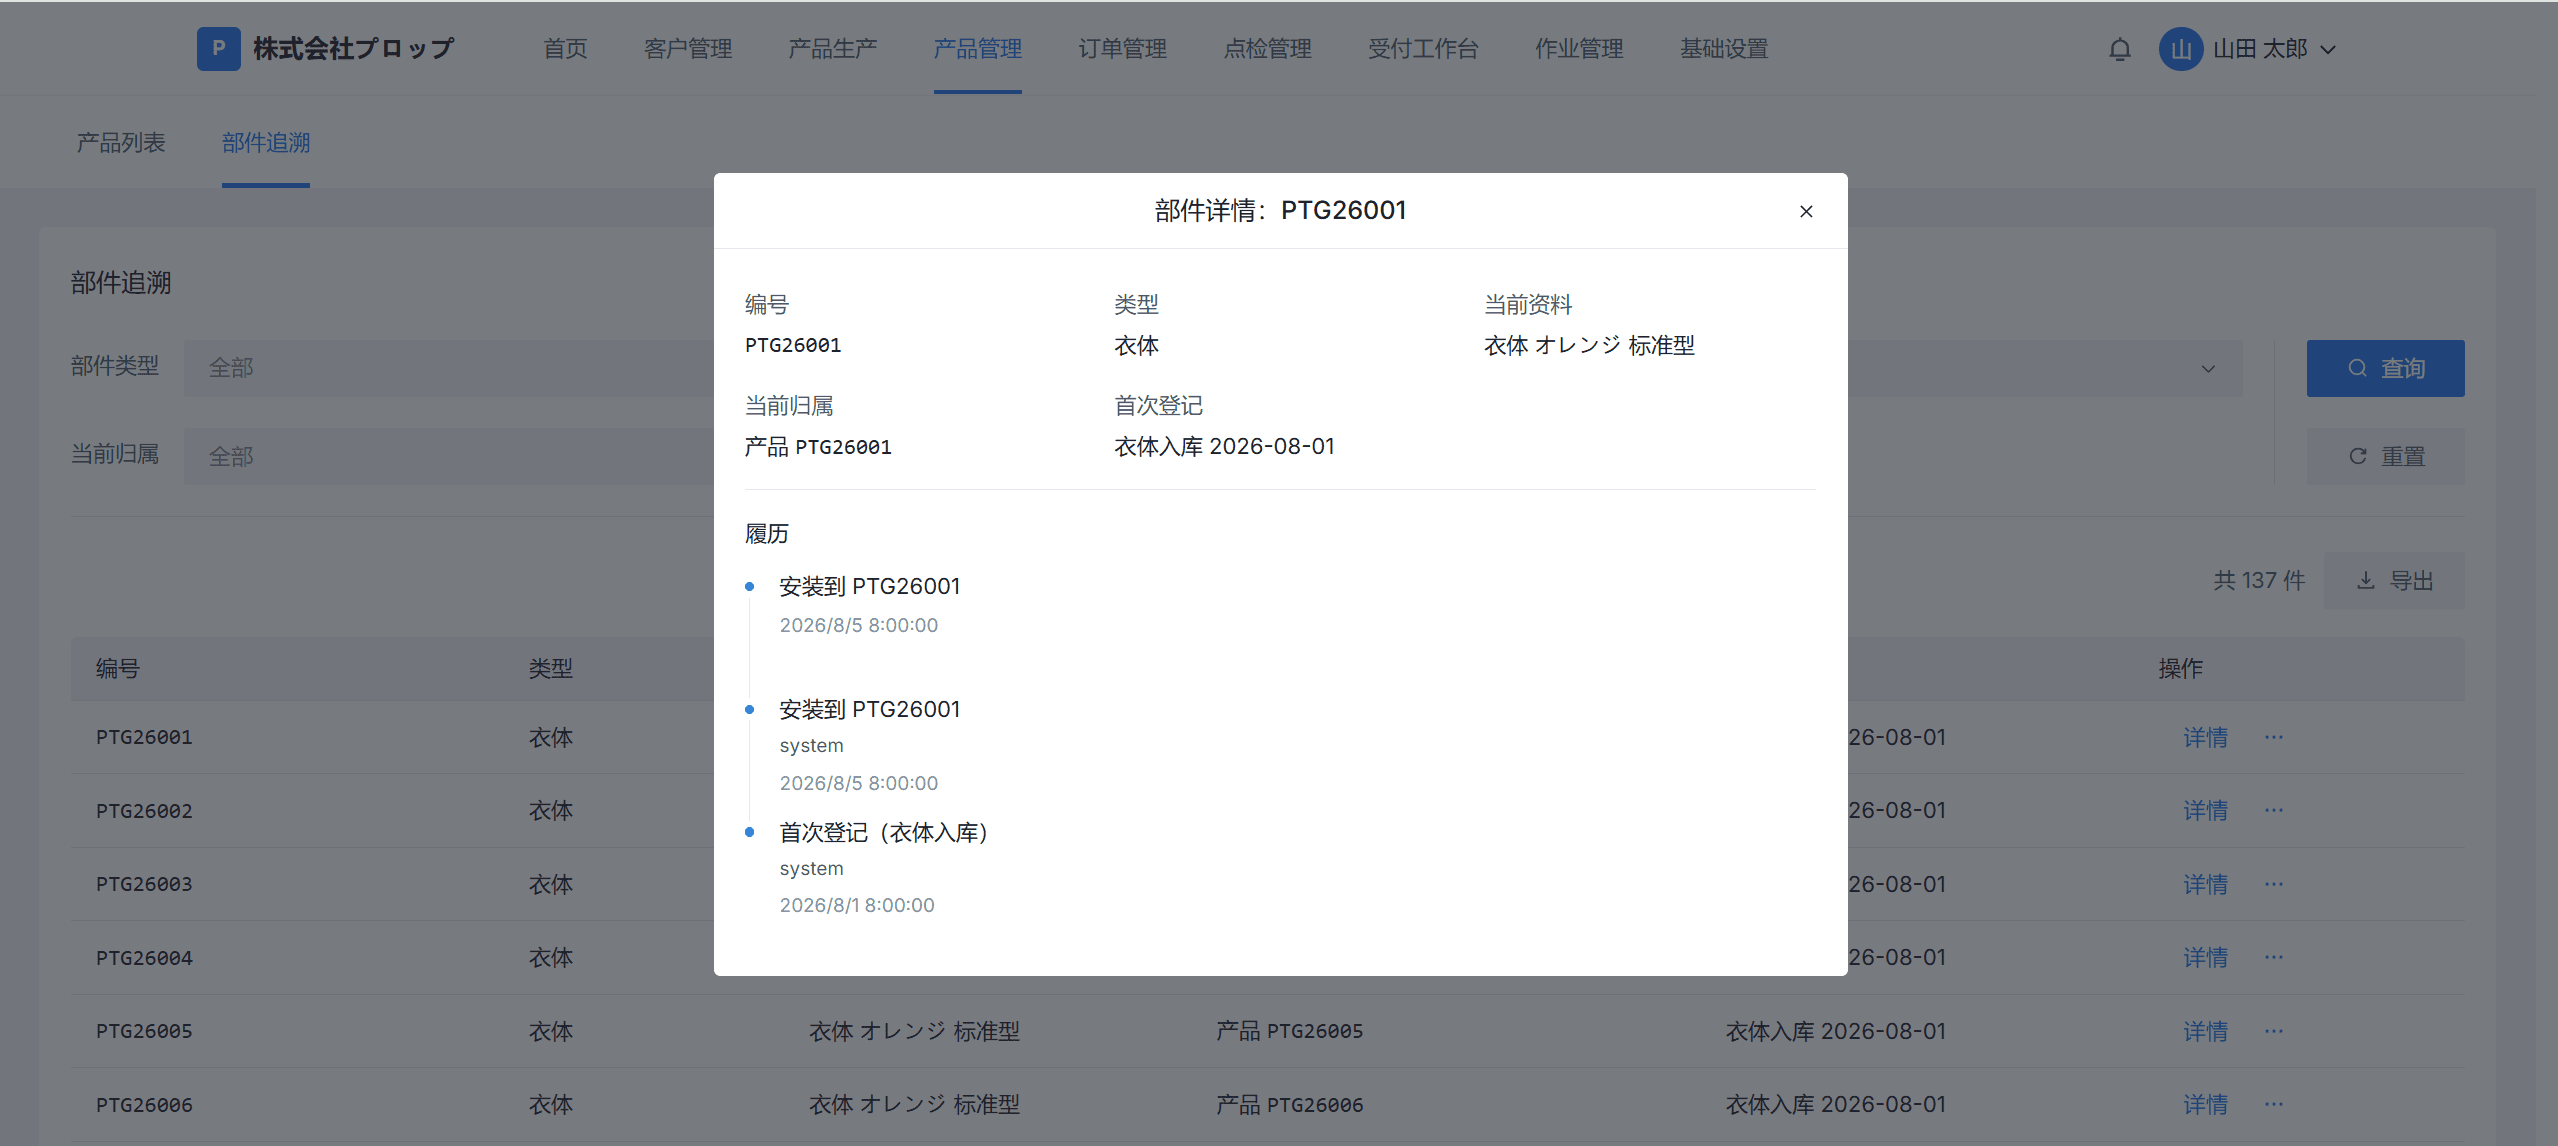 P 株式会社プロップ 首页 客户管理 产品生产 产品管理 订单管理 点检管理 受付工作台 作业管理 基础设置 山 山田 太郎
产品列表 部件追溯
部件详情：PTG26001
编号 类型 当前资料
PTG26001 衣体 衣体 オレンジ 标准型
当前归属 首次登记
产品 PTG26001 衣体入库 2026-08-01
履历
安装到 PTG26001
2026/8/5 8:00:00
安装到 PTG26001
system
2026/8/5 8:00:00
首次登记（衣体入库）
system
2026/8/1 8:00:00
部件追溯
部件类型 全部 查询
当前归属 全部 重置
共 137 件 导出
编号 类型 操作
PTG26001 衣体 26-08-01 详情 ···
PTG26002 衣体 26-08-01 详情 ···
PTG26003 衣体 26-08-01 详情 ···
PTG26004 衣体 26-08-01 详情 ···
PTG26005 衣体 衣体 オレンジ 标准型 产品 PTG26005 衣体入库 2026-08-01 详情 ···
PTG26006 衣体 衣体 オレンジ 标准型 产品 PTG26006 衣体入库 2026-08-01 详情 ···